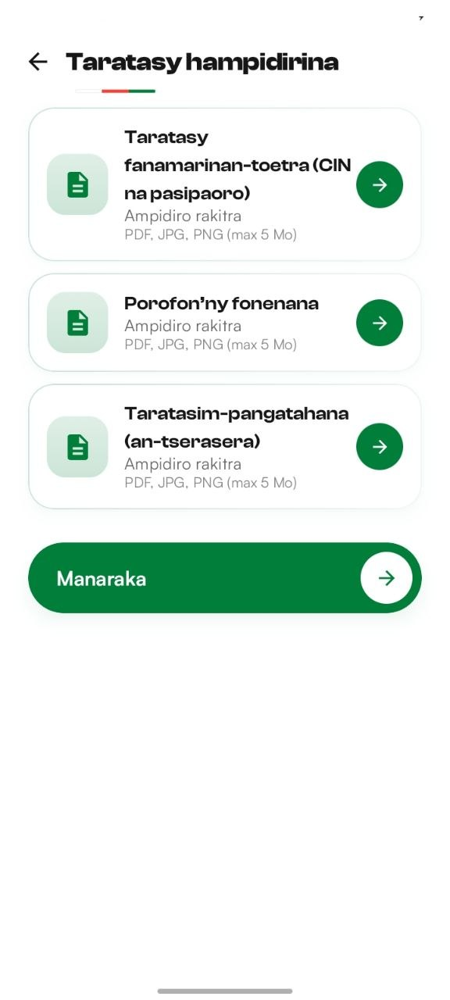 Taratasy hampidirina
Taratasy
fanamarinan-toetra (CIN
na pasipaoro)
Ampidiro rakitra
PDF, JPG, PNG (max 5 Mo)
Porofon’ny fonenana
Ampidiro rakitra
PDF, JPG, PNG (max 5 Mo)
Taratasim-pangatahana
(an-tserasera)
Ampidiro rakitra
PDF, JPG, PNG (max 5 Mo)
Manaraka